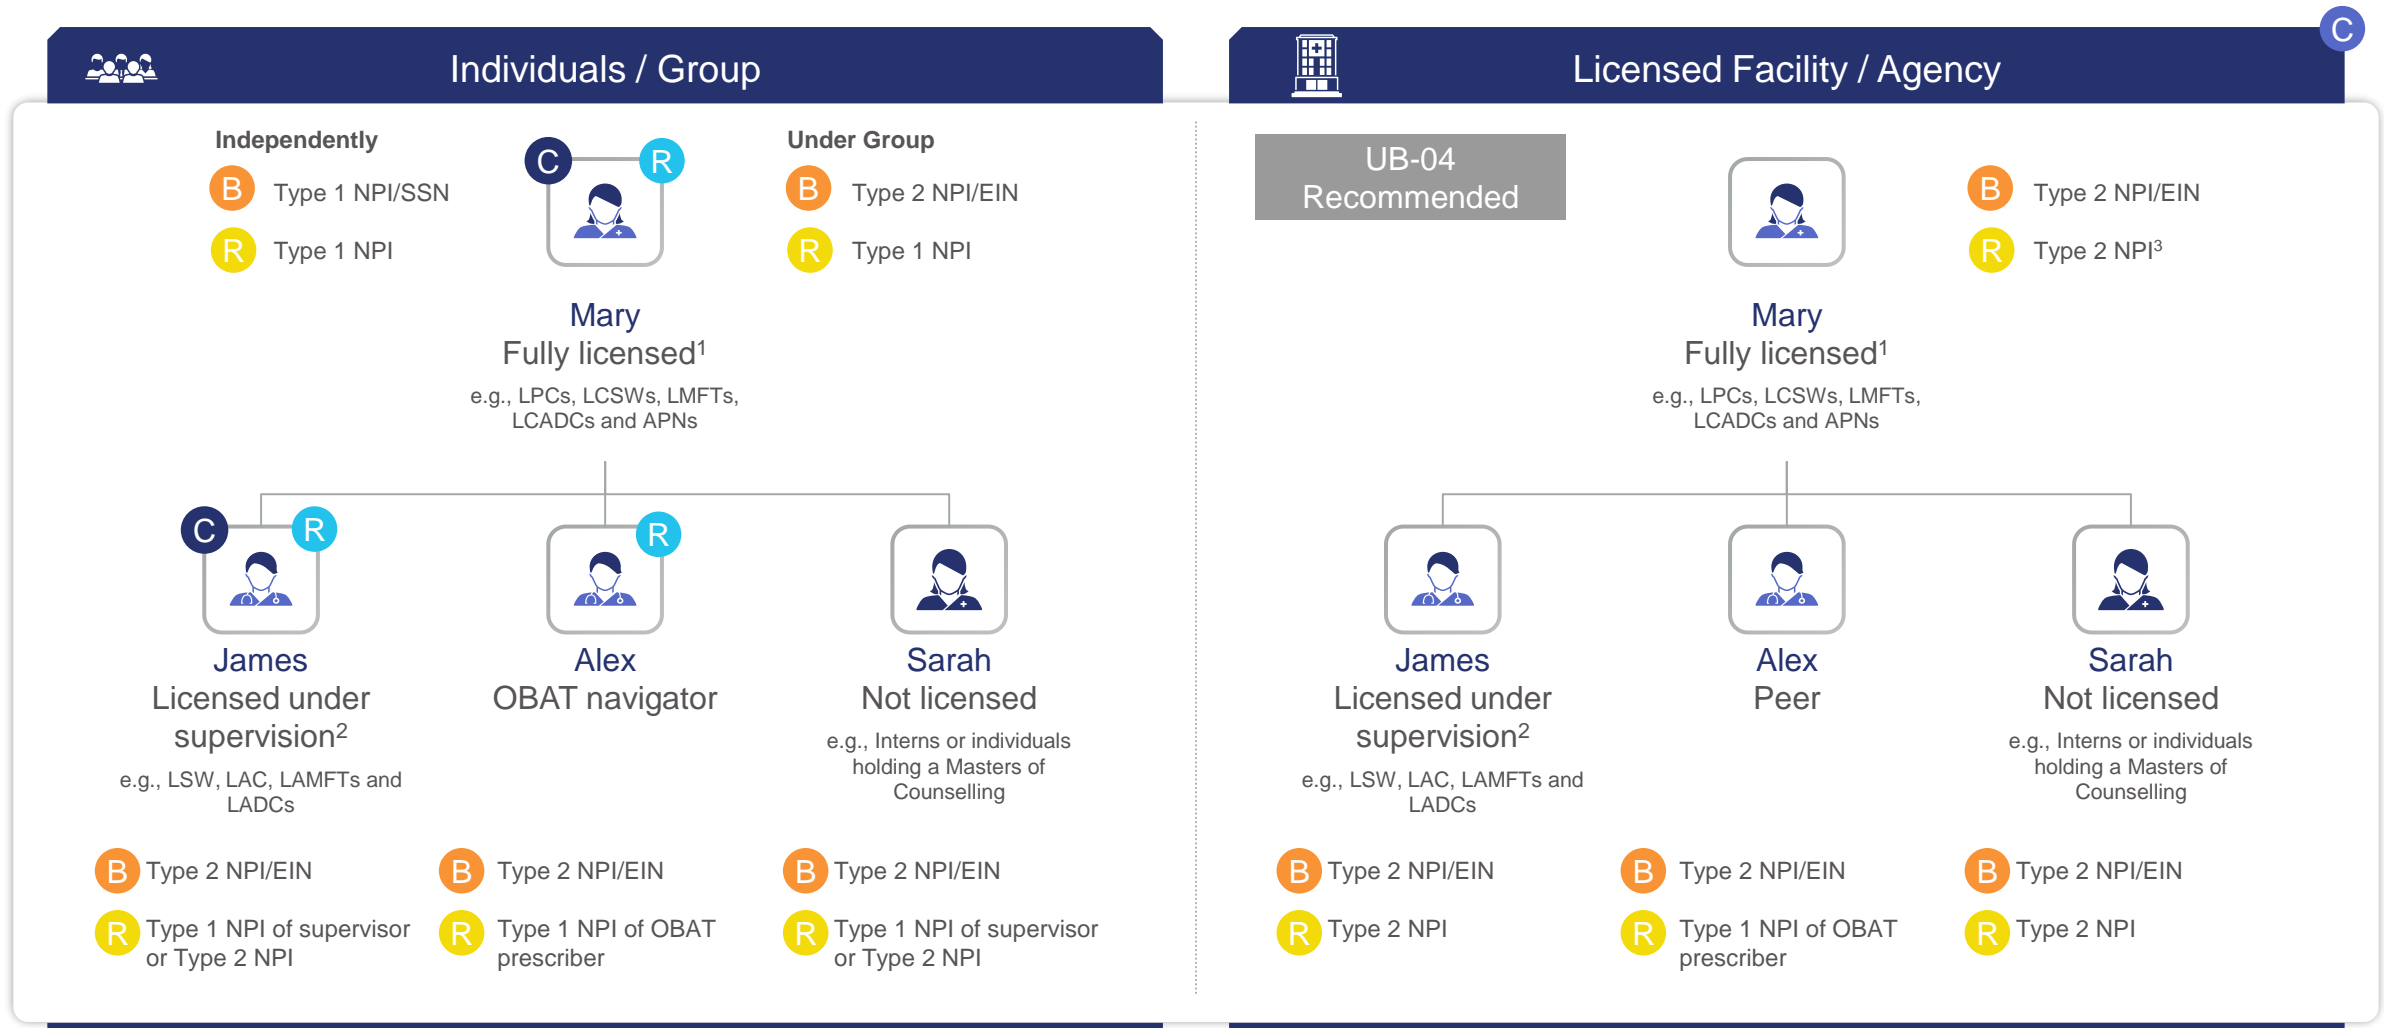 C
Individuals / Group
Licensed Facility / Agency
Independently
B Type 1 NPI/SSN
R Type 1 NPI
C R
Under Group
B Type 2 NPI/EIN
R Type 1 NPI
Mary
Fully licensed¹
e.g., LPCs, LCSWs, LMFTs,
LCADCs and APNs
C R
James
Licensed under
supervision²
e.g., LSW, LAC, LAMFTs and
LADCs
B Type 2 NPI/EIN
R Type 1 NPI of supervisor
or Type 2 NPI
R
Alex
OBAT navigator
B Type 2 NPI/EIN
R Type 1 NPI of OBAT
prescriber
Sarah
Not licensed
e.g., Interns or individuals
holding a Masters of
Counselling
B Type 2 NPI/EIN
R Type 1 NPI of supervisor
or Type 2 NPI
UB-04
Recommended
B Type 2 NPI/EIN
R Type 2 NPI³
Mary
Fully licensed¹
e.g., LPCs, LCSWs, LMFTs,
LCADCs and APNs
James
Licensed under
supervision²
e.g., LSW, LAC, LAMFTs and
LADCs
B Type 2 NPI/EIN
R Type 2 NPI
Alex
Peer
B Type 2 NPI/EIN
R Type 1 NPI of OBAT
prescriber
Sarah
Not licensed
e.g., Interns or individuals
holding a Masters of
Counselling
B Type 2 NPI/EIN
R Type 2 NPI